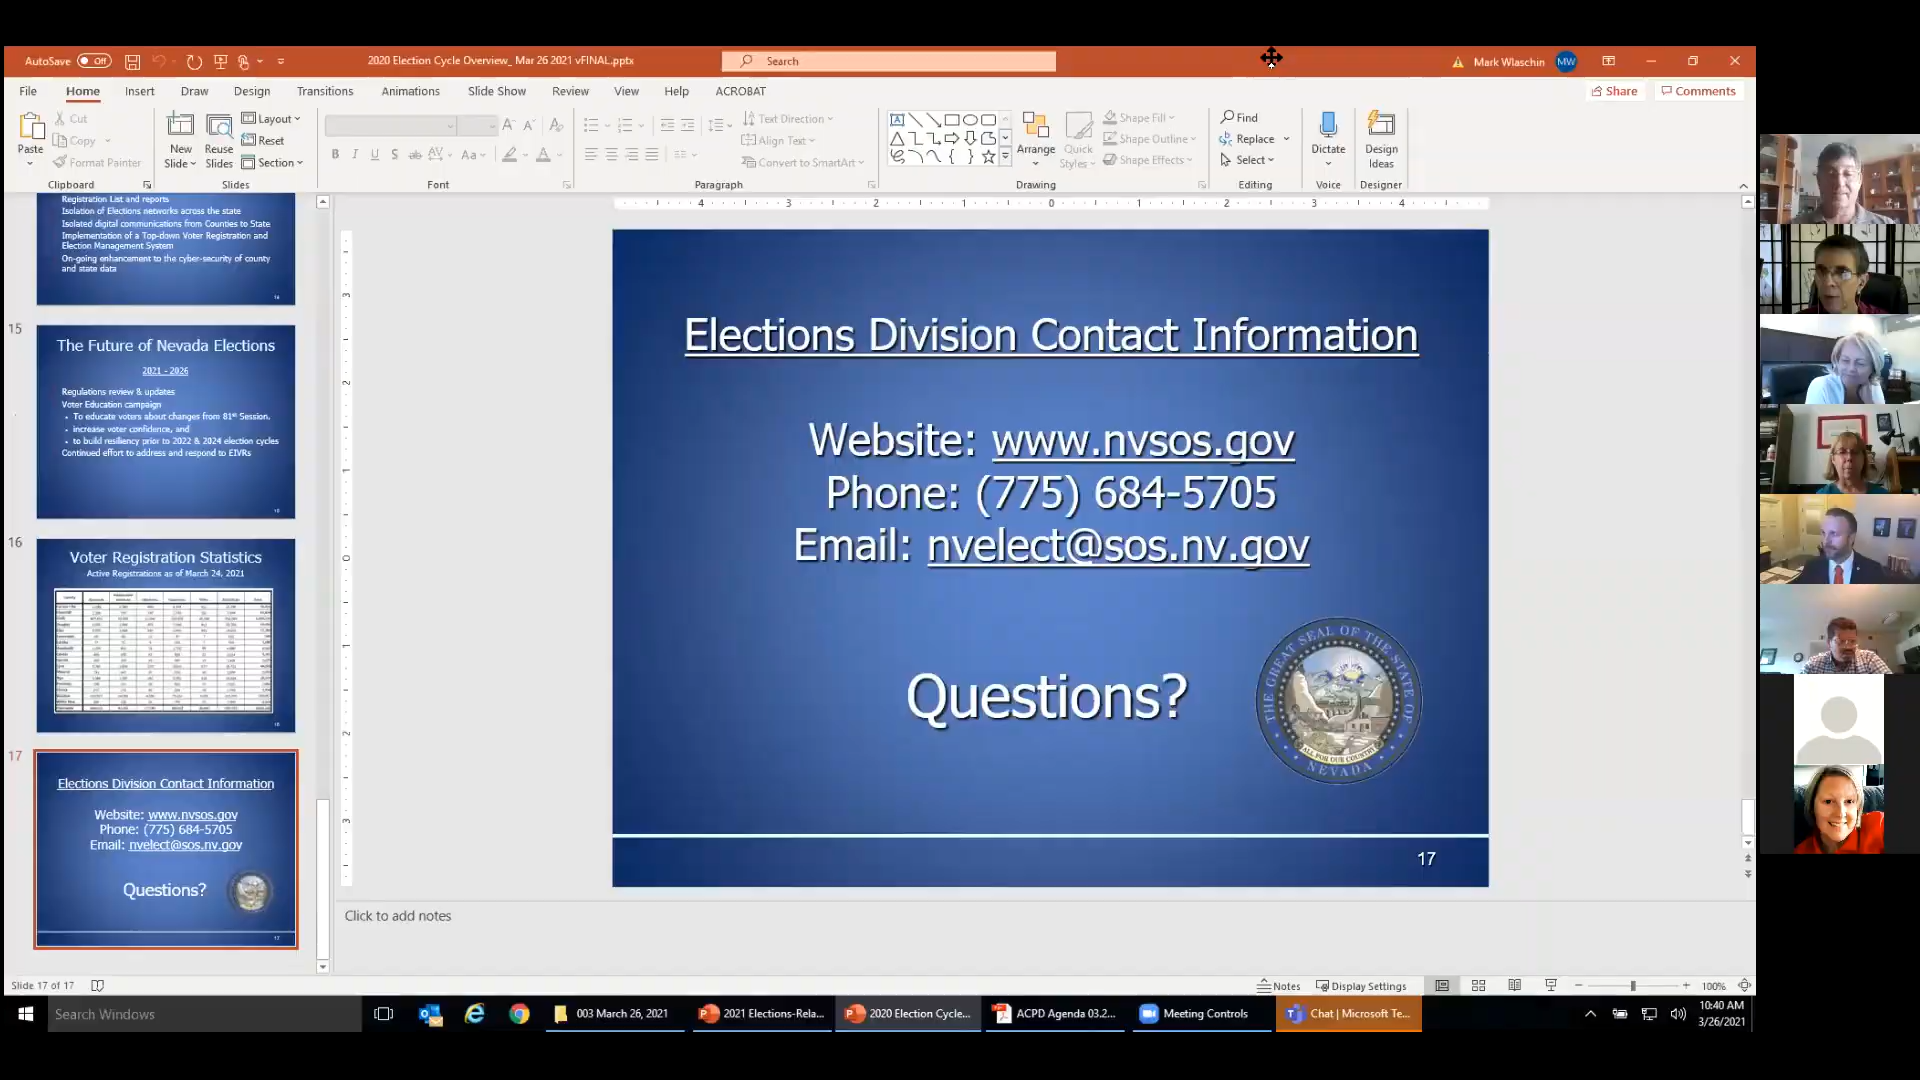 AutoSave Off
2020 Election Cycle Overview_ Mar 26 2021 vFINAL.pptx
Search
Mark Wlaschin MW
File Home Insert Draw Design Transitions Animations Slide Show Review View Help ACROBAT
Share Comments
Paste
Cut
Copy
Format Painter
Clipboard
New Slide
Reuse Slides
Layout
Reset
Section
Slides
Font
Text Direction
Align Text
Convert to SmartArt
Paragraph
Arrange
Quick Styles
Shape Fill
Shape Outline
Shape Effects
Drawing
Find
Replace
Select
Editing
Dictate
Voice
Design Ideas
Designer
Registration List and reports
Isolation of Elections networks across the state
Isolated digital communications from Counties to State
Implementation of a Top-down Voter Registration and
Election Management System
On-going enhancement to the cyber-security of county
and state data
15
The Future of Nevada Elections
2021 - 2026
Regulations review & updates
Voter Education campaign
• To educate voters about changes from 81st Session,
• increase voter confidence, and
• to build resiliency prior to 2022 & 2024 election cycles
Continued effort to address and respond to EIVRs
16
Voter Registration Statistics
Active Registrations as of March 24, 2021
17
Elections Division Contact Information
Website: www.nvsos.gov
Phone: (775) 684-5705
Email: nvelect@sos.nv.gov
Questions?
17
Elections Division Contact Information
Website: www.nvsos.gov
Phone: (775) 684-5705
Email: nvelect@sos.nv.gov
Questions?
THE GREAT SEAL OF THE STATE OF
ALL FOR OUR COUNTRY
NEVADA
17
Click to add notes
Slide 17 of 17
Notes Display Settings 100%
Search Windows
003 March 26, 2021
2021 Elections-Rela...
2020 Election Cycle...
ACPD Agenda 03.2...
Meeting Controls
Chat | Microsoft Te...
10:40 AM
3/26/2021